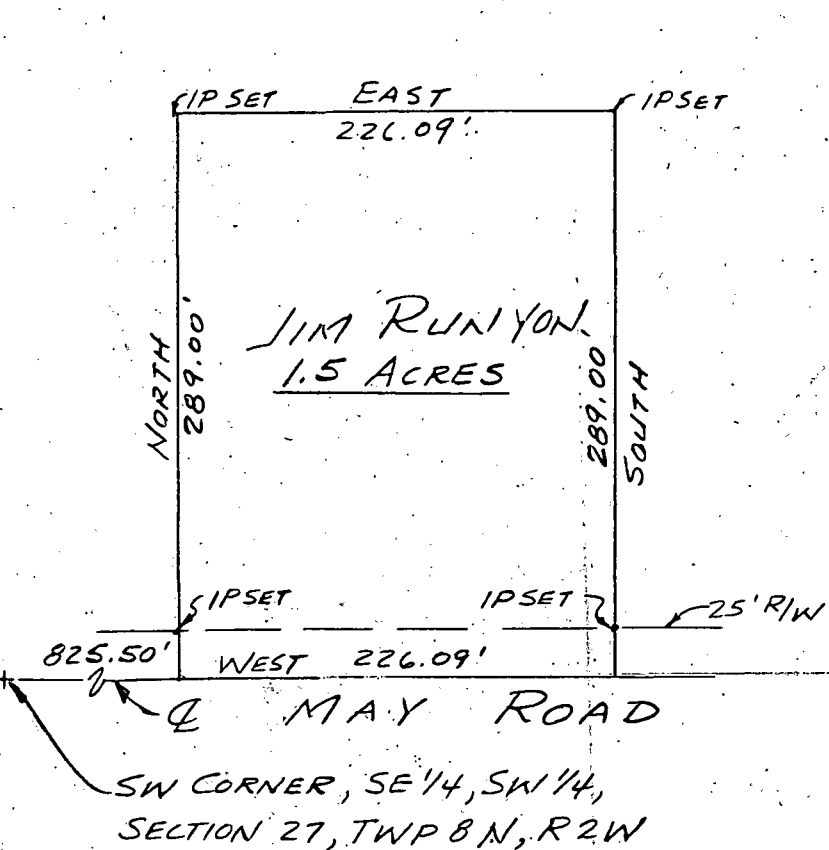 IP SET EAST IP SET
226.09'
JIM RUNYON
1.5 ACRES
NORTH
289.00'
289.00'
SOUTH
IP SET IP SET 25' R/W
825.50' WEST 226.09'
℄ MAY ROAD
SW CORNER, SE 1/4, SW 1/4,
SECTION 27, TWP 8 N, R 2W